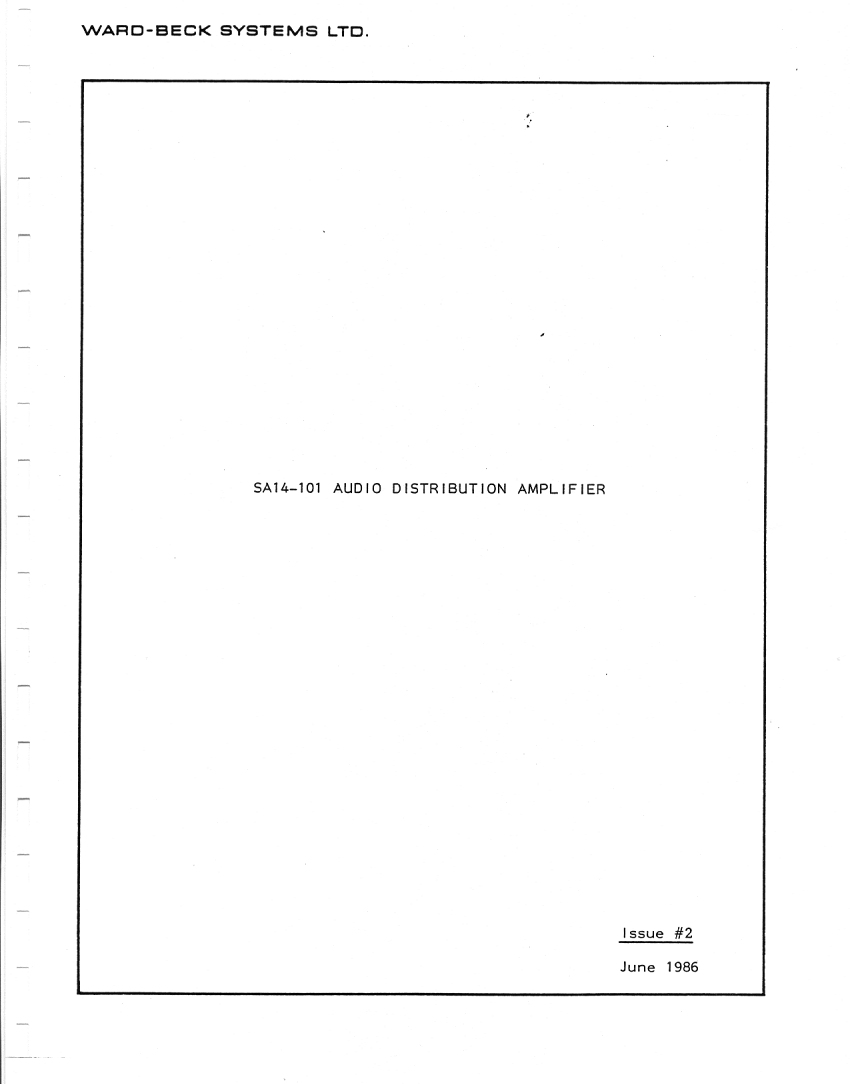 WARD-BECK SYSTEMS LTD.
SA14-101 AUDIO DISTRIBUTION AMPLIFIER
Issue #2
June 1986